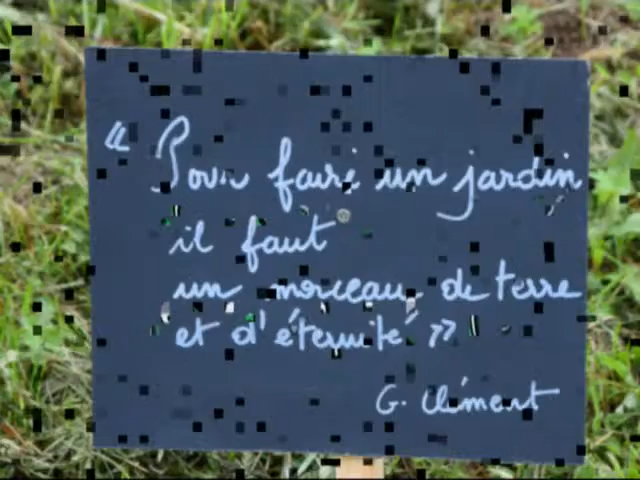 « Pour faire un jardin
il faut
un morceau de terre
et d'éternité »
G. Clément